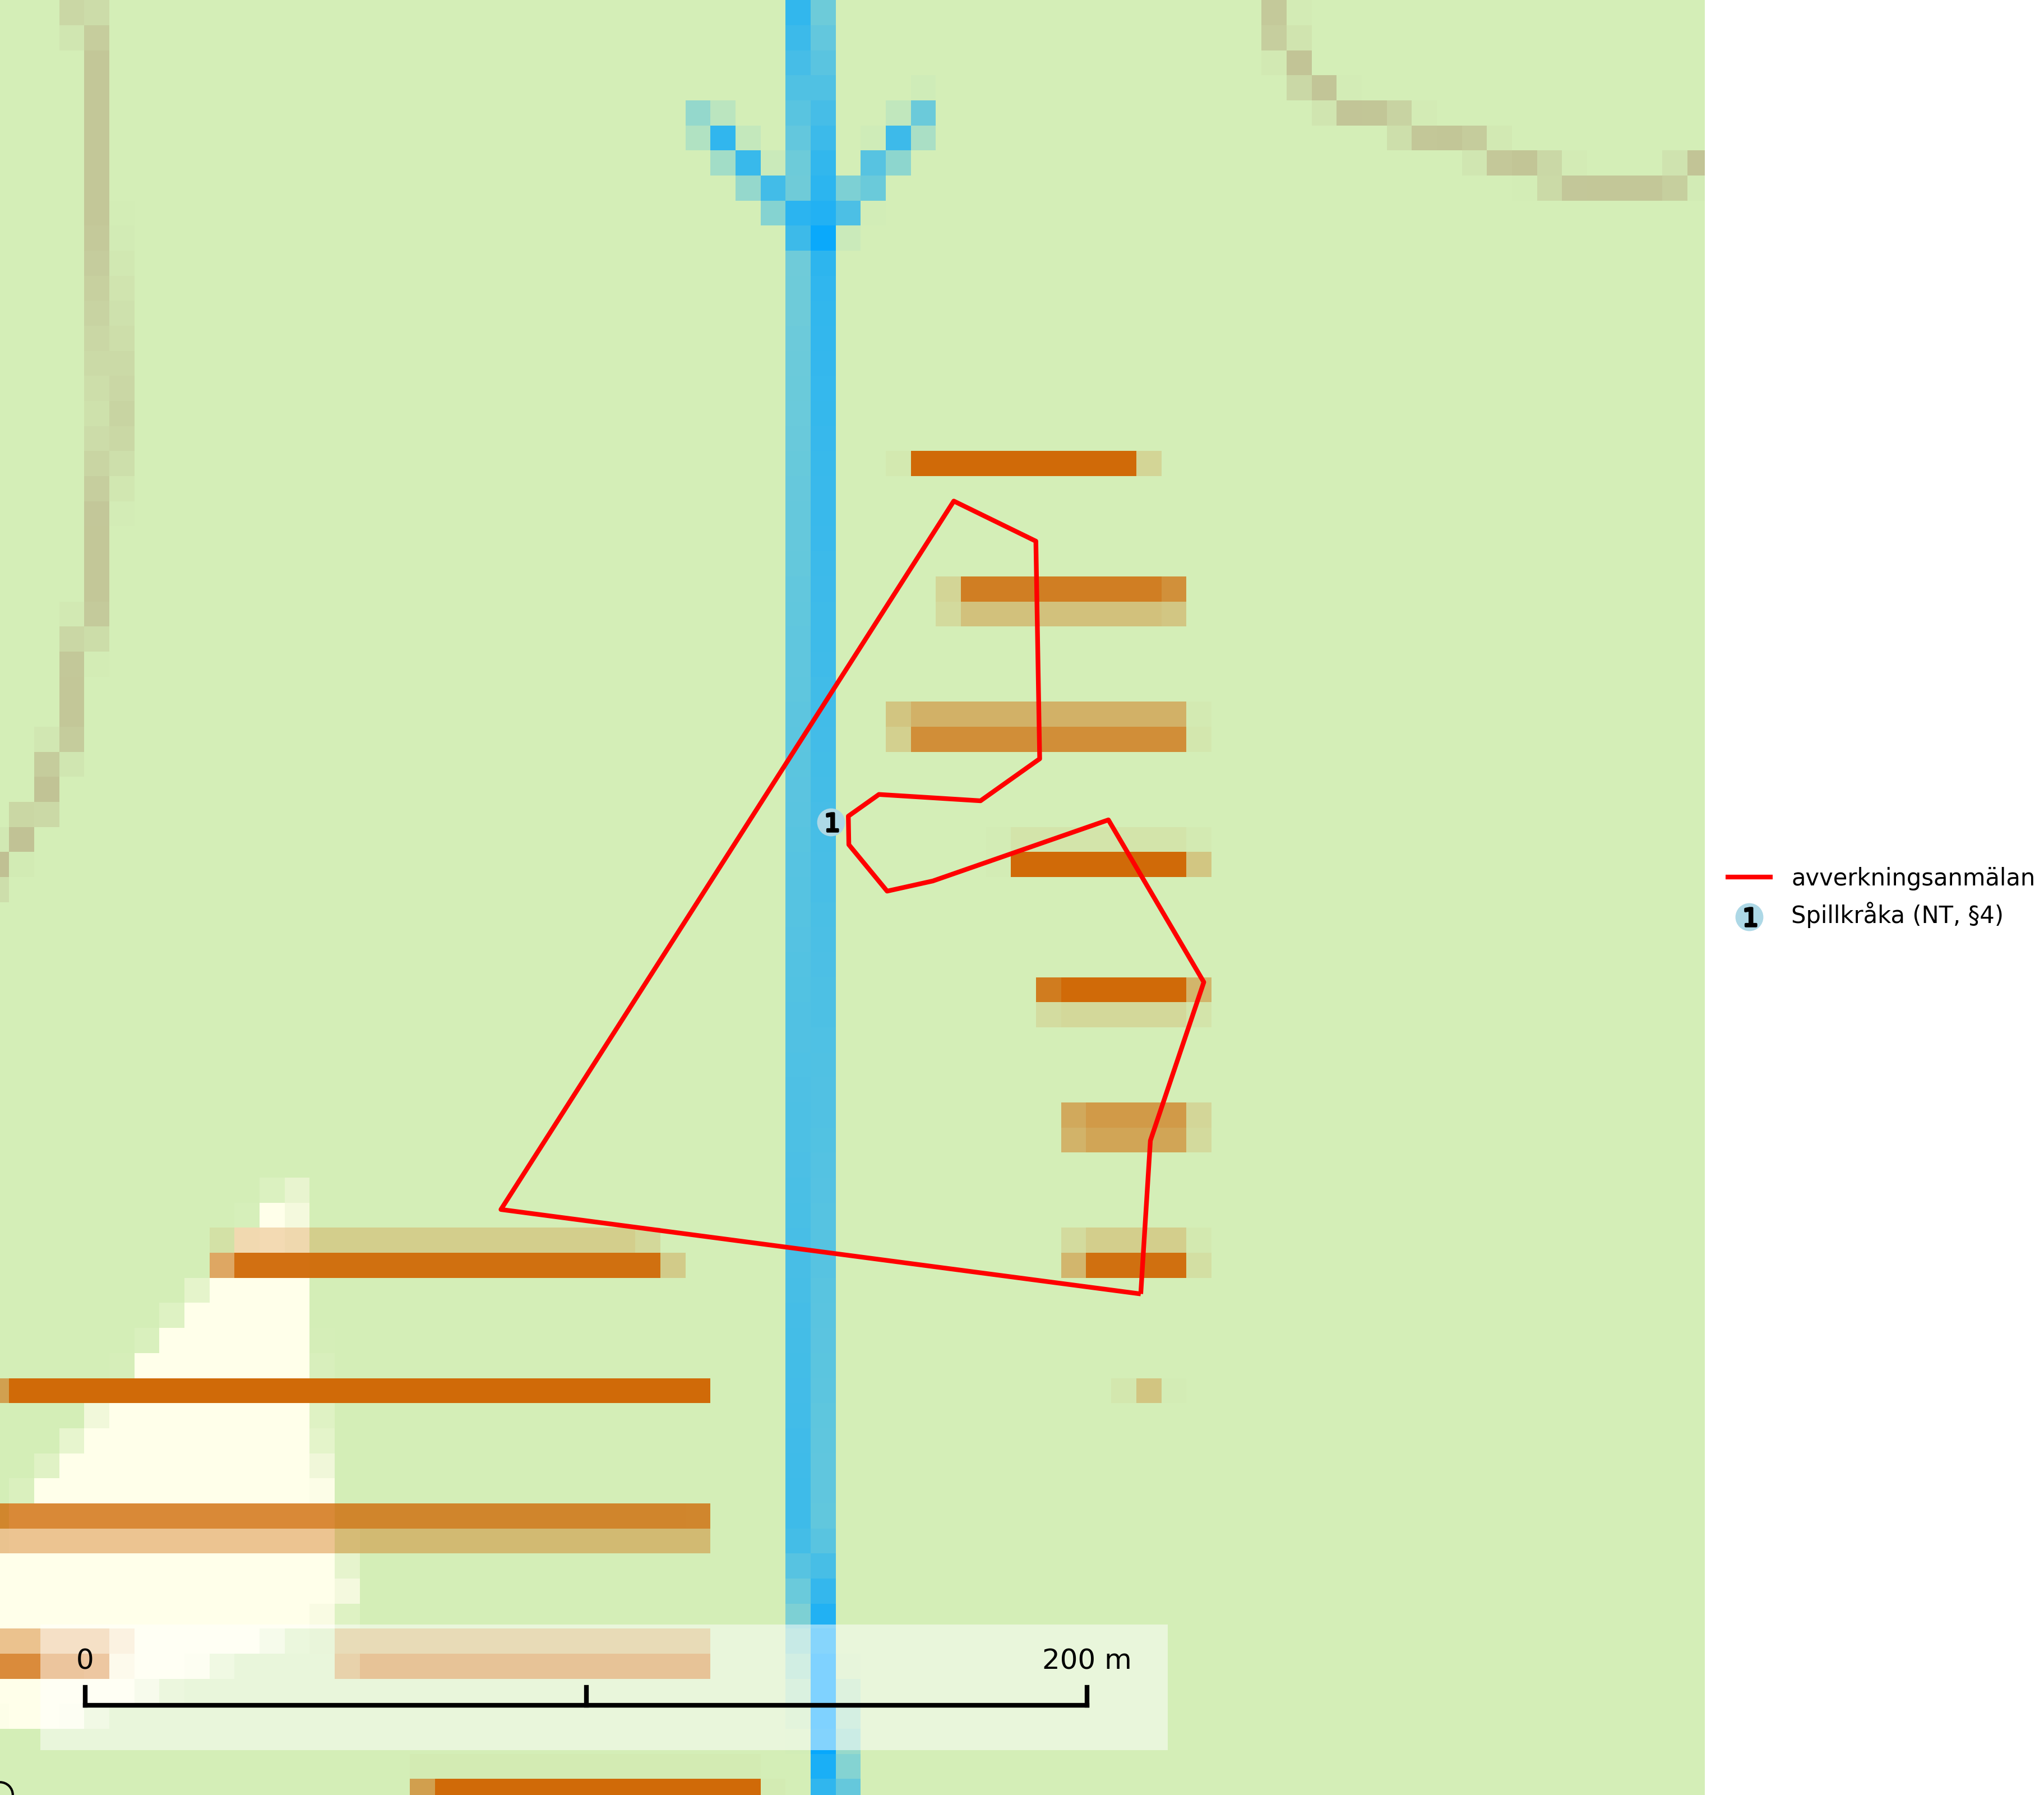 1
avverkningsanmälan
1 Spillkråka (NT, §4)
0 200 m